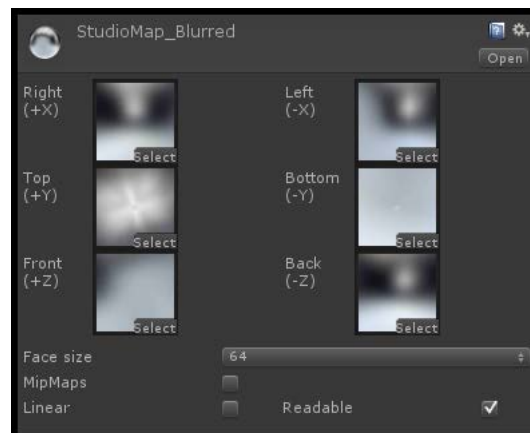 StudioMap_Blurred
Open
Right
(+X)
Select
Left
(-X)
Select
Top
(+Y)
Select
Bottom
(-Y)
Select
Front
(+Z)
Select
Back
(-Z)
Select
Face size 64
MipMaps
Linear Readable